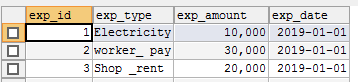 exp_id exp_type exp_amount exp_date
1 Electricity 10,000 2019-01-01
2 worker_ pay 30,000 2019-01-01
3 Shop _rent 20,000 2019-01-01